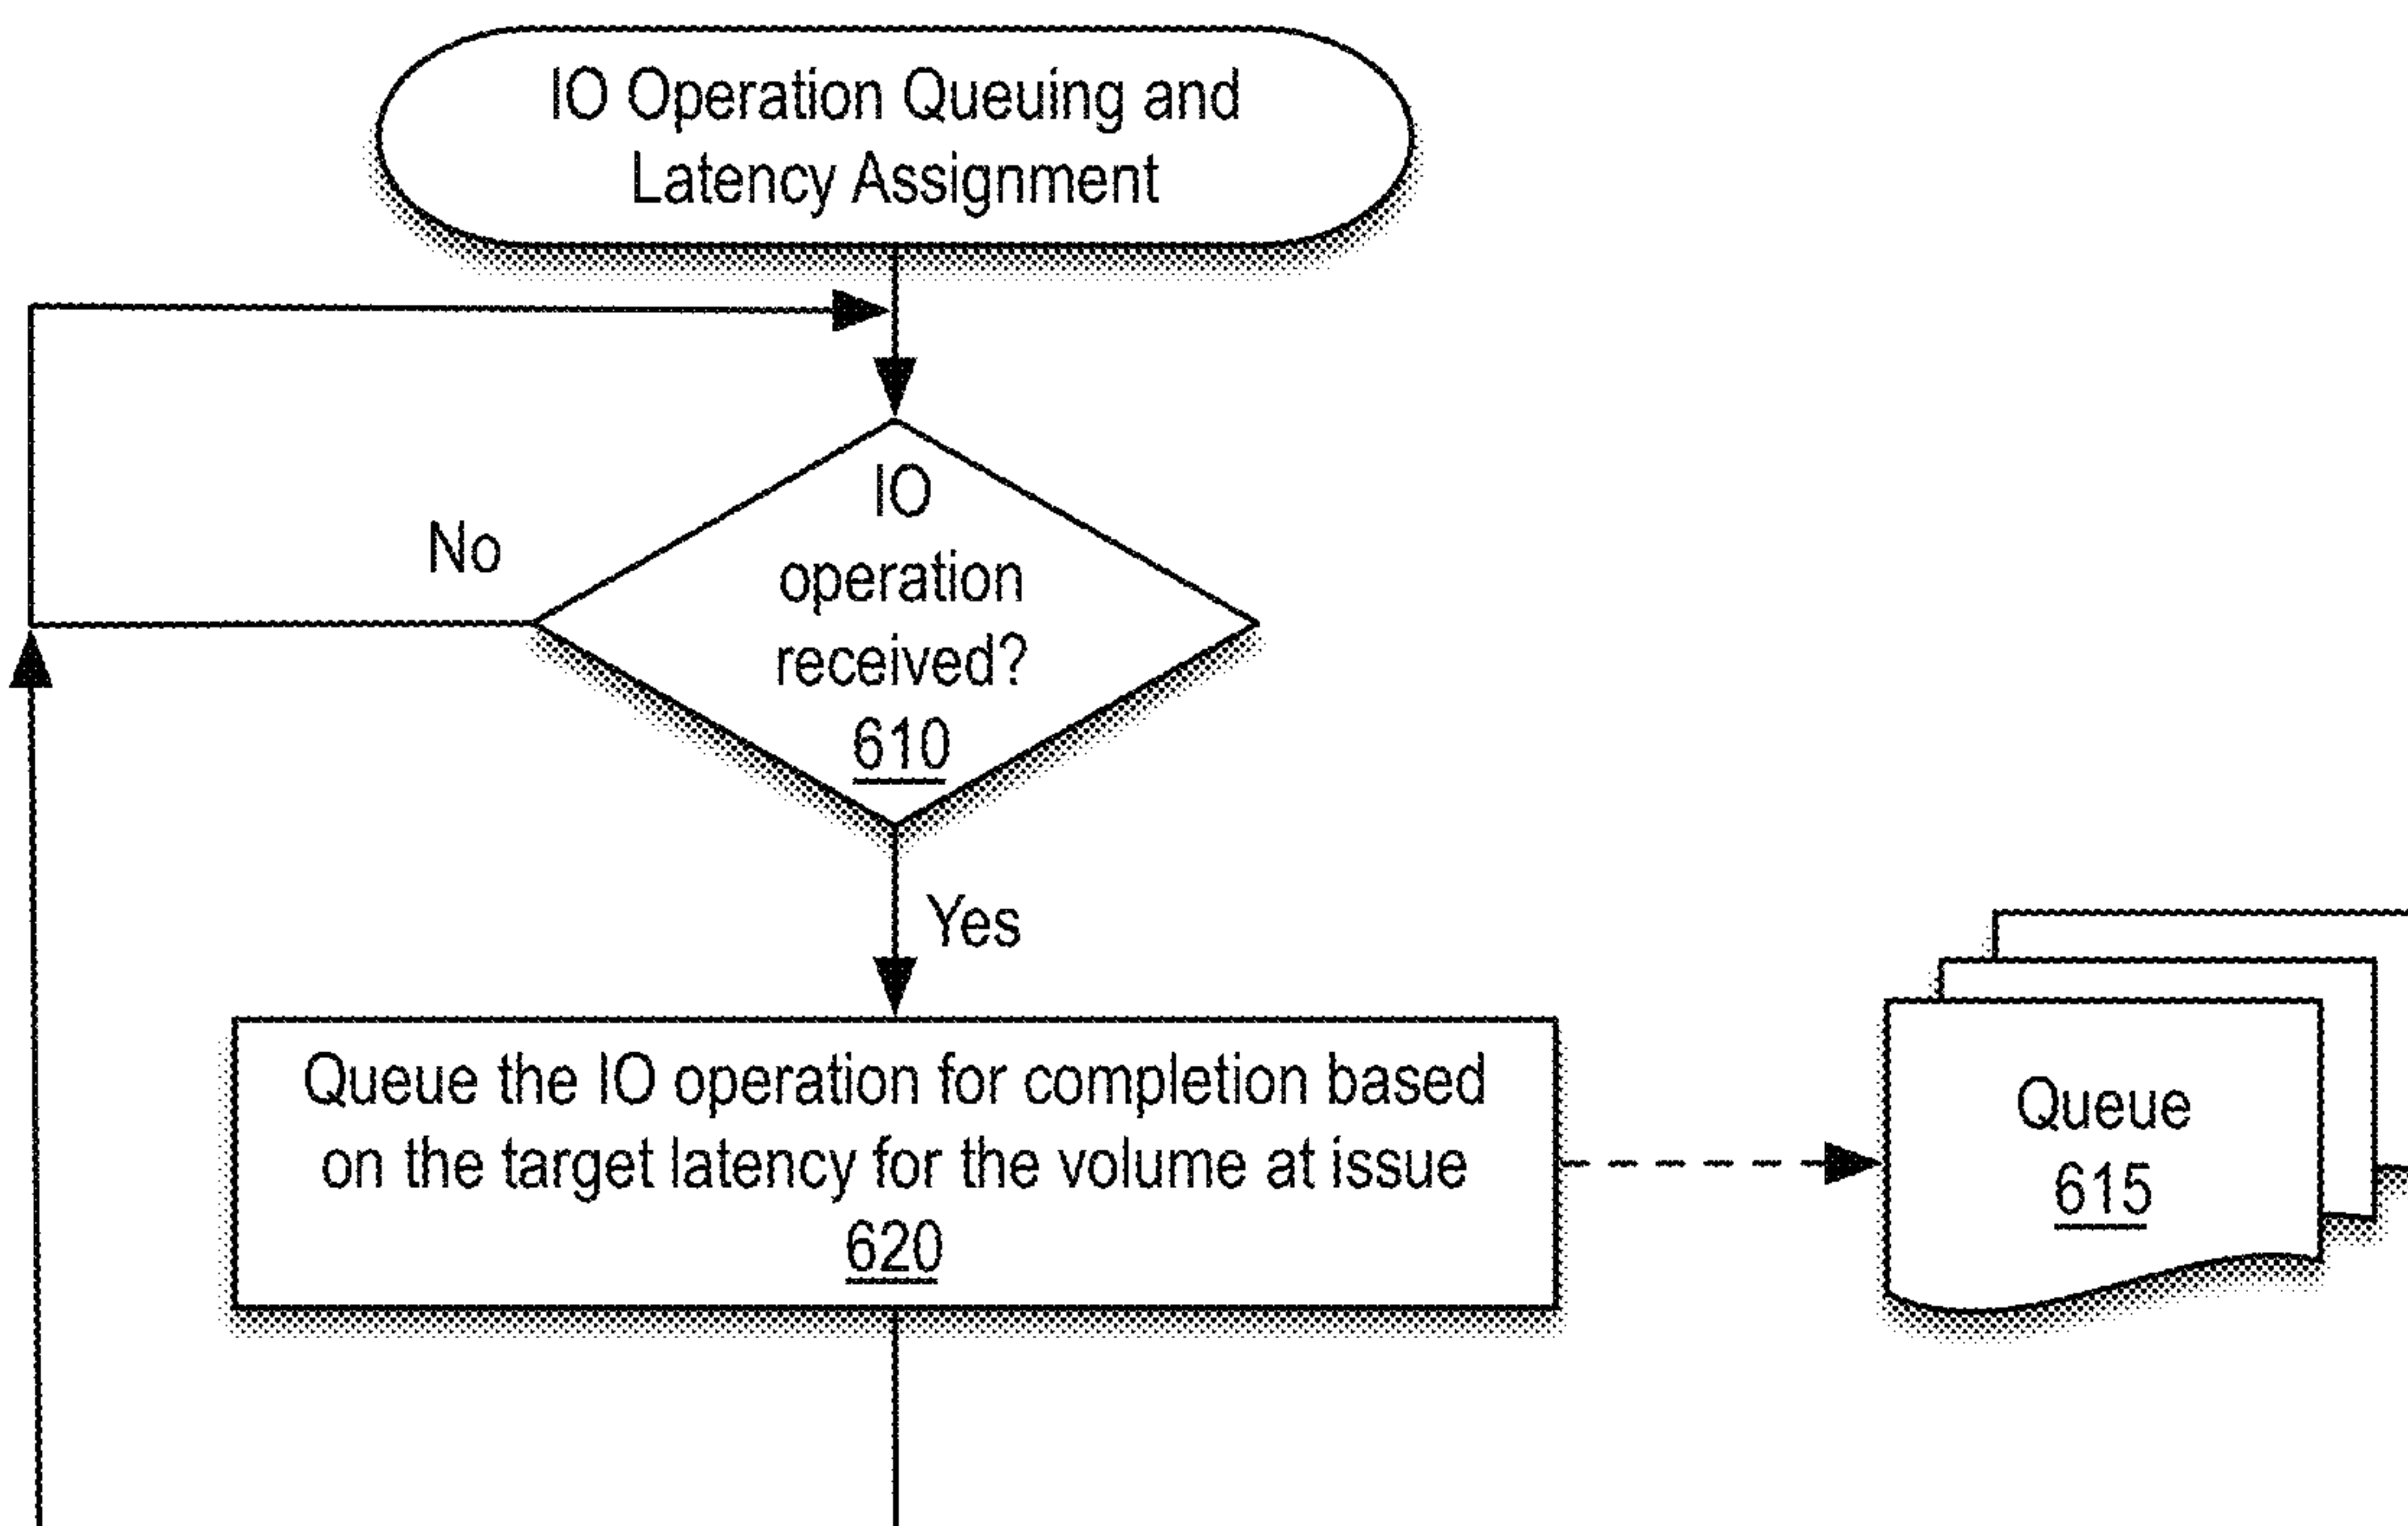 IO Operation Queuing and
Latency Assignment
IO
operation
received?
610
No
Yes
Queue the IO operation for completion based
on the target latency for the volume at issue
620
Queue
615